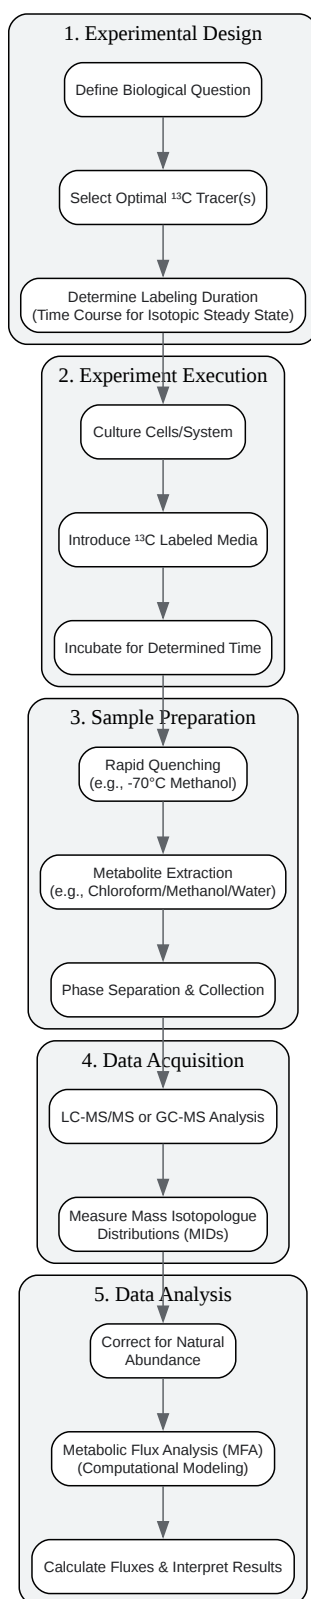 1. Experimental Design
Define Biological Question
Select Optimal ¹³C Tracer(s)
Determine Labeling Duration
(Time Course for Isotopic Steady State)
2. Experiment Execution
Culture Cells/System
Introduce ¹³C Labeled Media
Incubate for Determined Time
3. Sample Preparation
Rapid Quenching
(e.g., -70°C Methanol)
Metabolite Extraction
(e.g., Chloroform/Methanol/Water)
Phase Separation & Collection
4. Data Acquisition
LC-MS/MS or GC-MS Analysis
Measure Mass Isotopologue
Distributions (MIDs)
5. Data Analysis
Correct for Natural
Abundance
Metabolic Flux Analysis (MFA)
(Computational Modeling)
Calculate Fluxes & Interpret Results